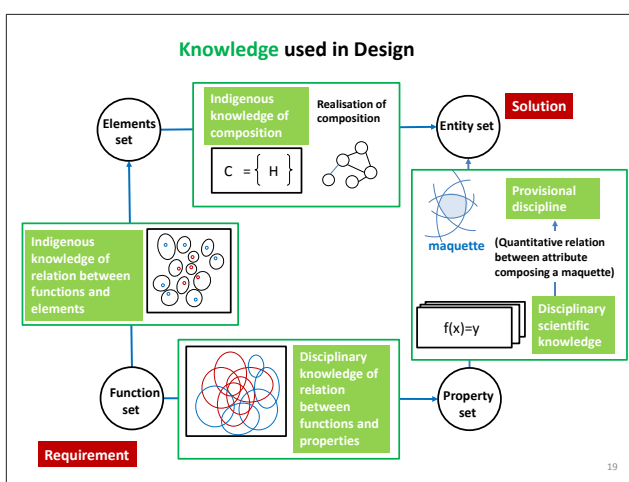 Knowledge used in Design
Elements
set
Indigenous
knowledge of
composition
Realisation of
composition
C = { H }
Entity set
Solution
Provisional
discipline
maquette
(Quantitative relation
between attribute
composing a maquette)
f(x)=y
Disciplinary
scientific
knowledge
Indigenous
knowledge of
relation between
functions and
elements
Function
set
Disciplinary
knowledge of
relation
between
functions and
properties
Property
set
Requirement
19